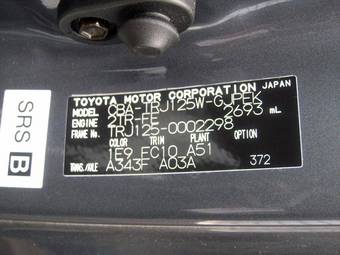 TOYOTA MOTOR CORPORATION JAPAN
MODEL CBA-TRJ125W-GJPEK
ENGINE 2TR-FE 2693 mL
FRAME No. TRJ125-0002298
COLOR TRIM PLANT OPTION
1E9 FC10 A51
TRANS./AXLE A343F A03A 372
SRS
B